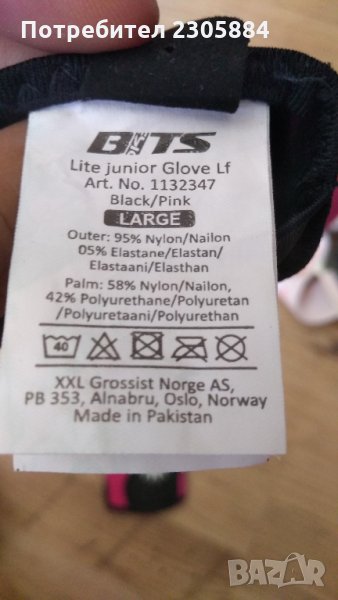 Потребител 2305884
BITS
Lite junior Glove Lf
Art. No. 1132347
Black/Pink
LARGE
Outer: 95% Nylon/Nailon
05% Elastane/Elastan/
Elastaani/Elasthan
Palm: 58% Nylon/Nailon,
42% Polyurethane/Polyuretan
/Polyuretaani/Polyurethan
40
XXL Grossist Norge AS,
PB 353, Alnabru, Oslo, Norway
Made in Pakistan
BAZAR